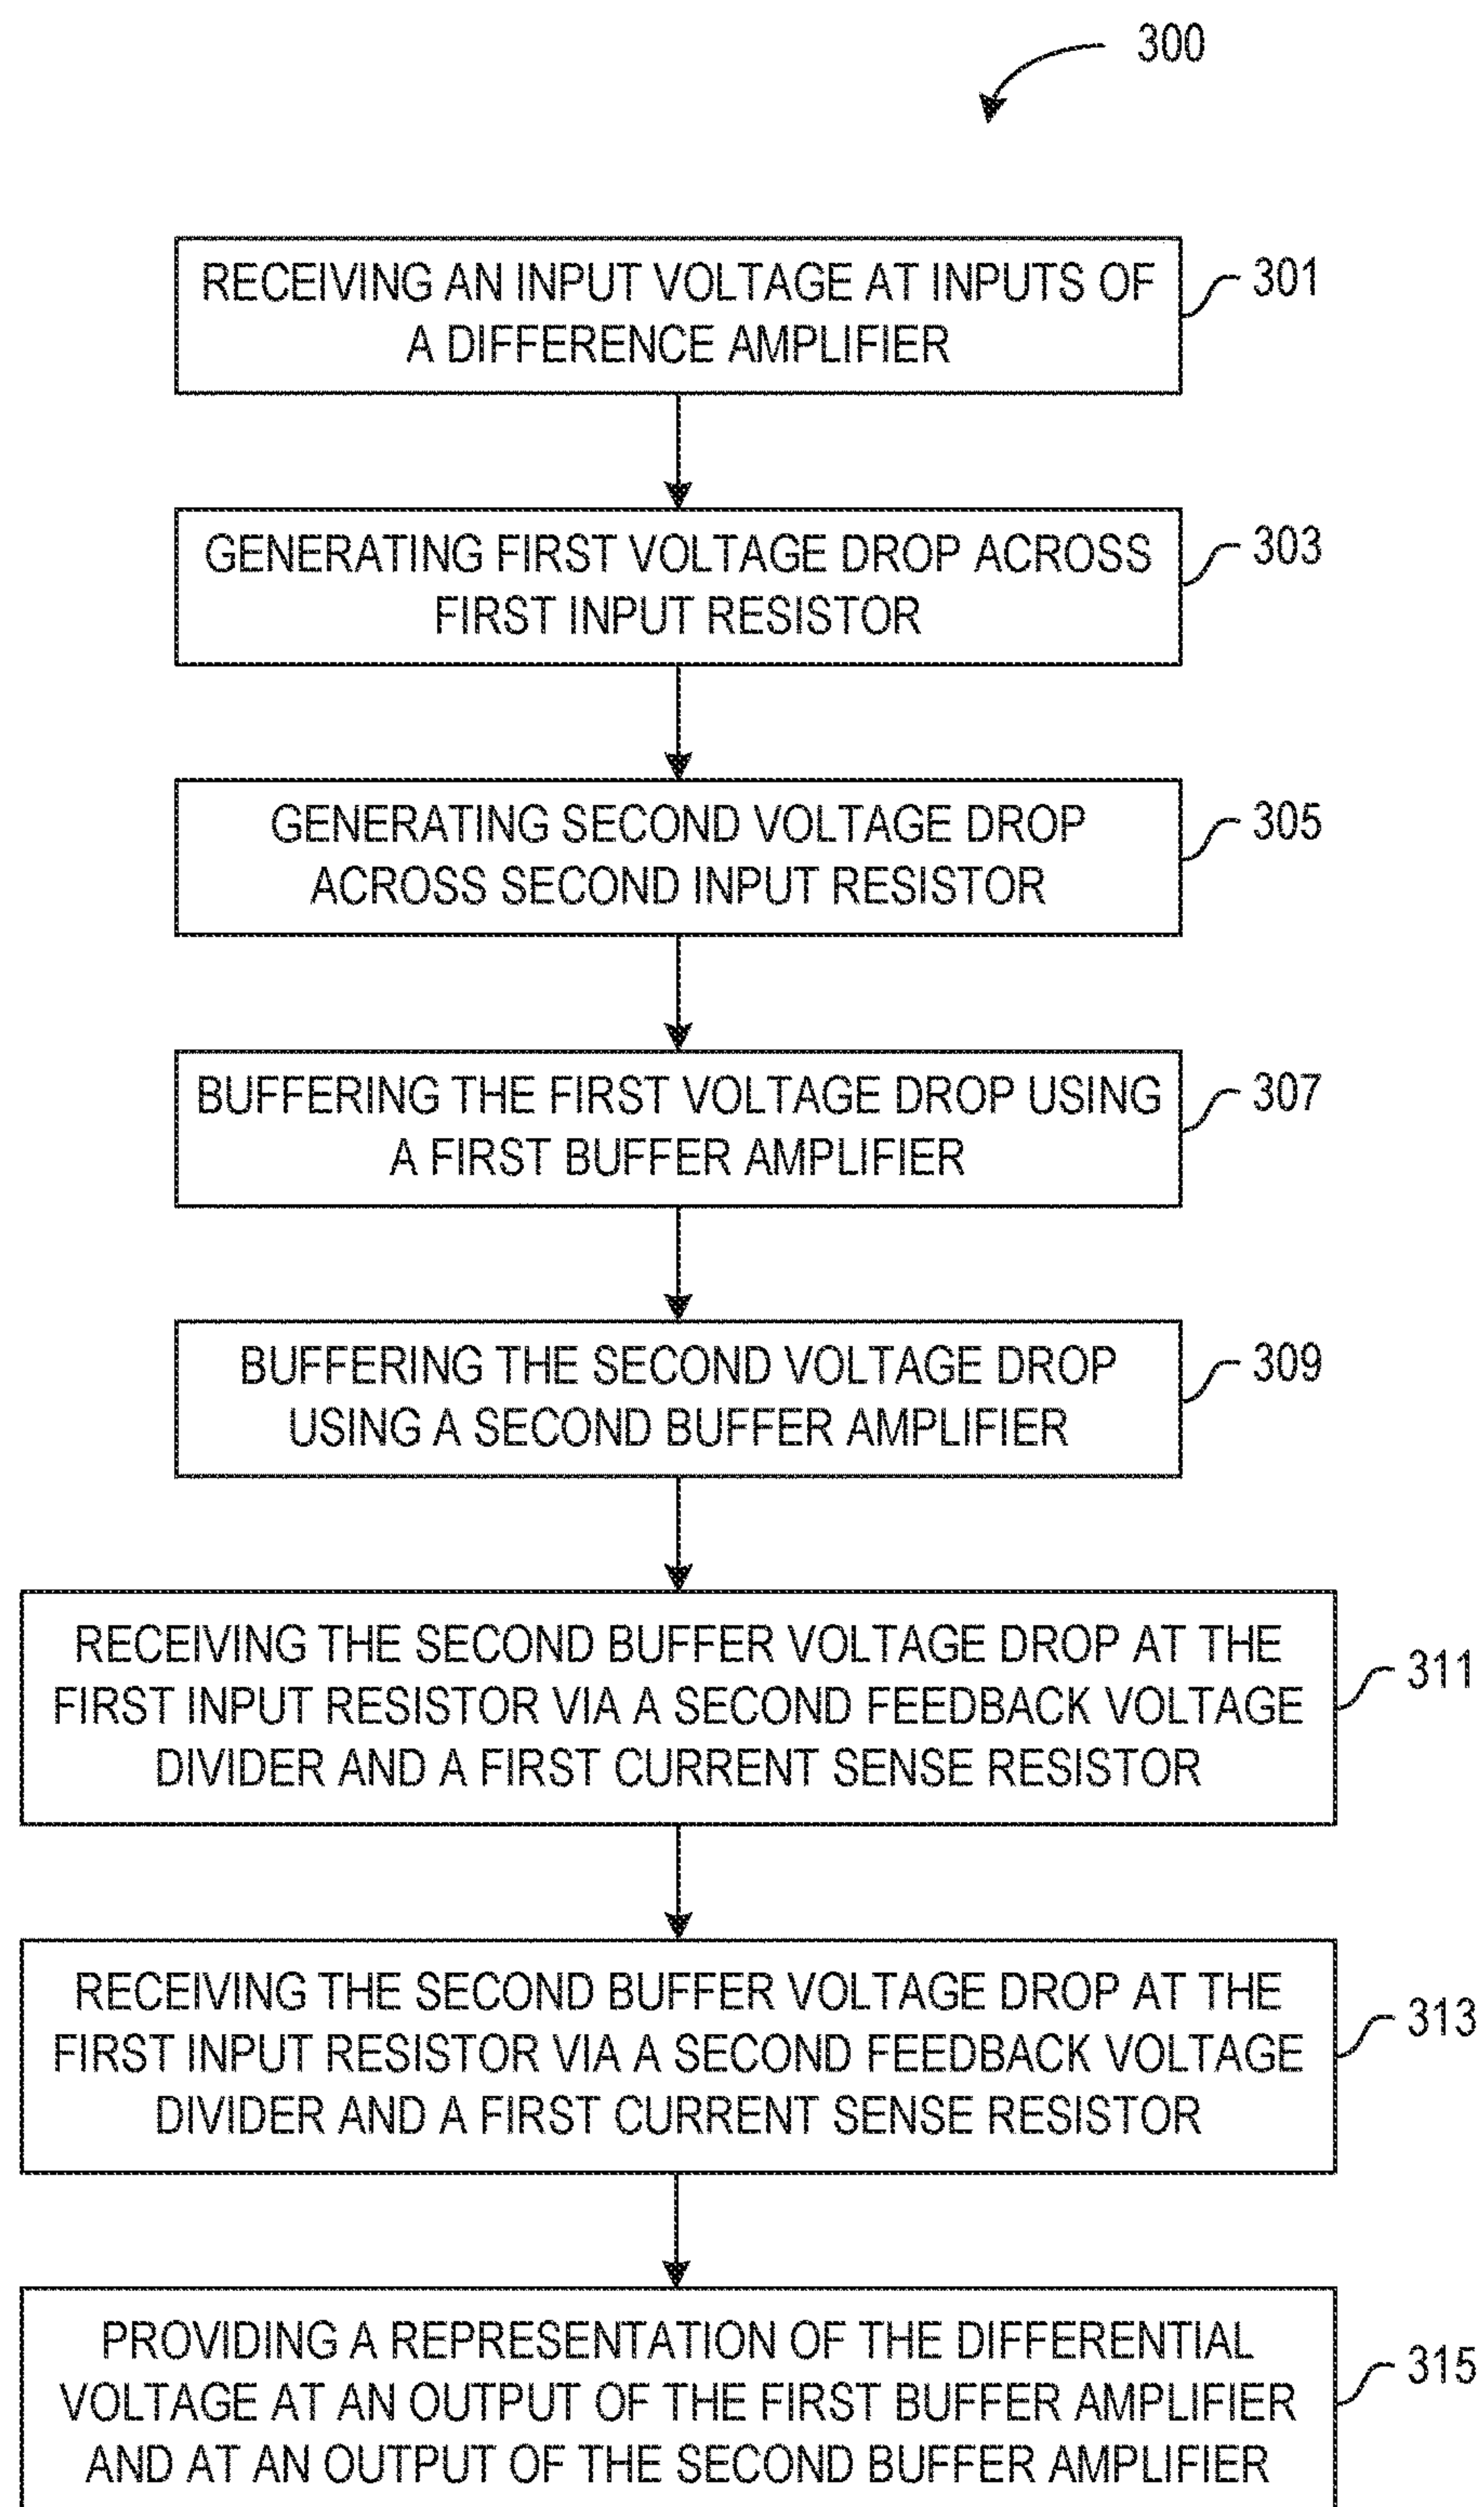 300
RECEIVING AN INPUT VOLTAGE AT INPUTS OF
A DIFFERENCE AMPLIFIER
301
GENERATING FIRST VOLTAGE DROP ACROSS
FIRST INPUT RESISTOR
303
GENERATING SECOND VOLTAGE DROP
ACROSS SECOND INPUT RESISTOR
305
BUFFERING THE FIRST VOLTAGE DROP USING
A FIRST BUFFER AMPLIFIER
307
BUFFERING THE SECOND VOLTAGE DROP
USING A SECOND BUFFER AMPLIFIER
309
RECEIVING THE SECOND BUFFER VOLTAGE DROP AT THE
FIRST INPUT RESISTOR VIA A SECOND FEEDBACK VOLTAGE
DIVIDER AND A FIRST CURRENT SENSE RESISTOR
311
RECEIVING THE SECOND BUFFER VOLTAGE DROP AT THE
FIRST INPUT RESISTOR VIA A SECOND FEEDBACK VOLTAGE
DIVIDER AND A FIRST CURRENT SENSE RESISTOR
313
PROVIDING A REPRESENTATION OF THE DIFFERENTIAL
VOLTAGE AT AN OUTPUT OF THE FIRST BUFFER AMPLIFIER
AND AT AN OUTPUT OF THE SECOND BUFFER AMPLIFIER
315